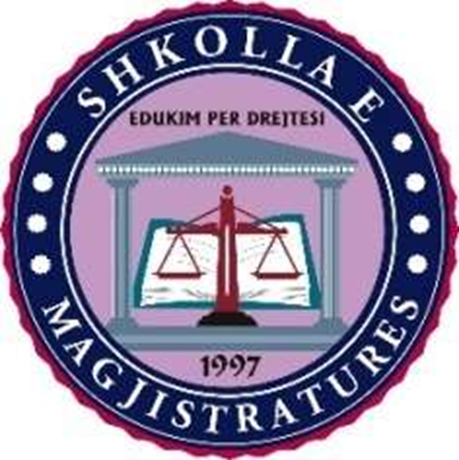 SHKOLLA E
EDUKIM PER DREJTESI
1997
MAGJISTRATURES